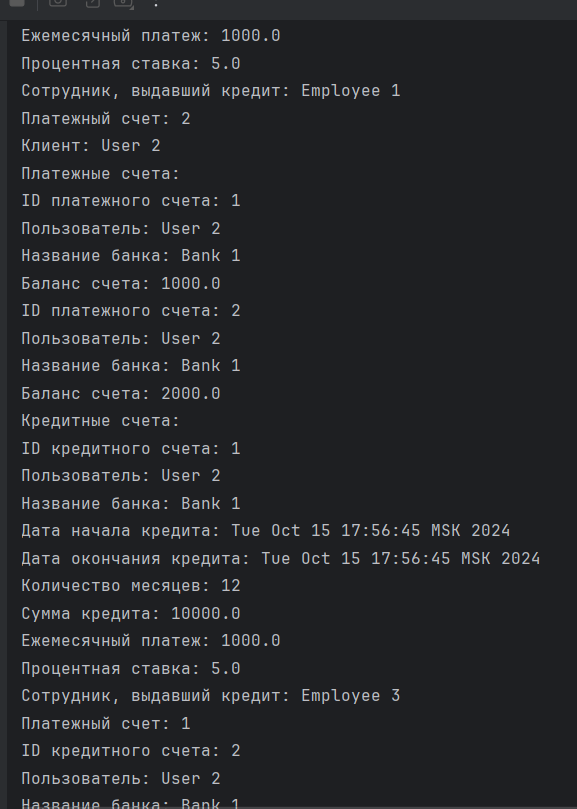 Ежемесячный платеж: 1000.0
Процентная ставка: 5.0
Сотрудник, выдавший кредит: Employee 1
Платежный счет: 2
Клиент: User 2
Платежные счета:
ID платежного счета: 1
Пользователь: User 2
Название банка: Bank 1
Баланс счета: 1000.0
ID платежного счета: 2
Пользователь: User 2
Название банка: Bank 1
Баланс счета: 2000.0
Кредитные счета:
ID кредитного счета: 1
Пользователь: User 2
Название банка: Bank 1
Дата начала кредита: Tue Oct 15 17:56:45 MSK 2024
Дата окончания кредита: Tue Oct 15 17:56:45 MSK 2024
Количество месяцев: 12
Сумма кредита: 10000.0
Ежемесячный платеж: 1000.0
Процентная ставка: 5.0
Сотрудник, выдавший кредит: Employee 3
Платежный счет: 1
ID кредитного счета: 2
Пользователь: User 2
Название банка: Bank 1